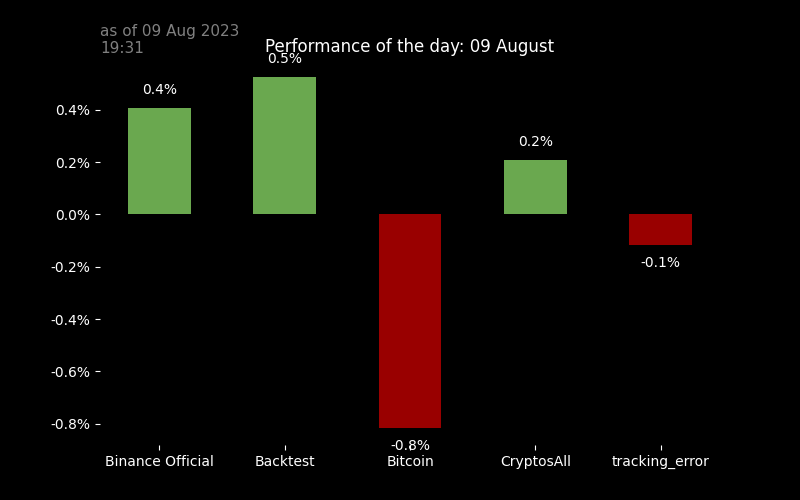 as of 09 Aug 2023
19:31
Performance of the day: 09 August
0.4%
0.5%
-0.8%
0.2%
-0.1%
0.4%
0.2%
0.0%
-0.2%
-0.4%
-0.6%
-0.8%
Binance Official
Backtest
Bitcoin
CryptosAll
tracking_error